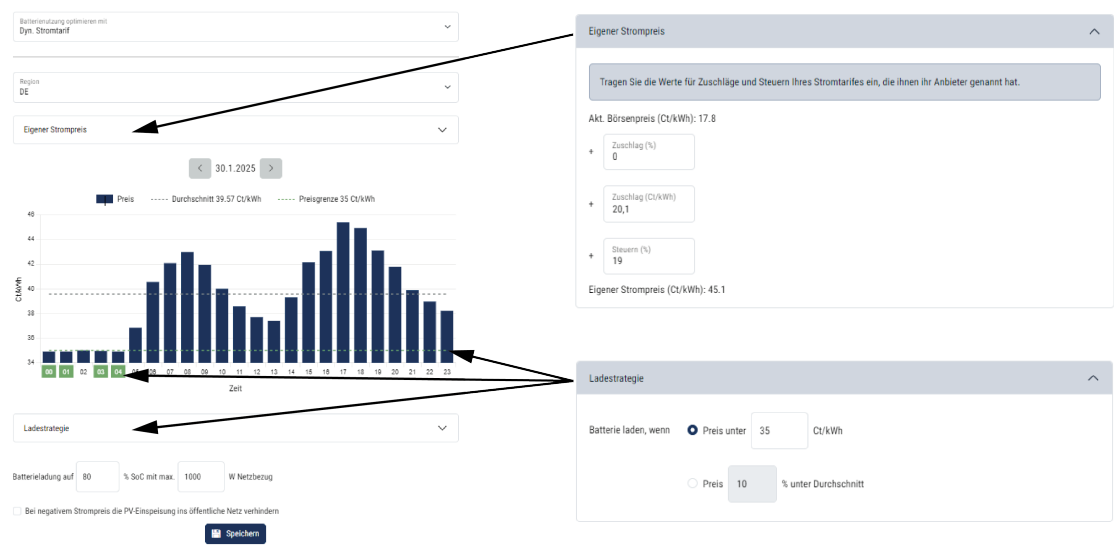 Batterienutzung optimieren mit
Dyn. Stromtarif
Region
DE
Eigener Strompreis
30.1.2025
Preis
Durchschnitt 39.57 Ct/kWh
Preisgrenze 35 Ct/kWh
Ct/kWh
46
44
42
40
38
36
34
00 01 02 03 04 05 06 07 08 09 10 11 12 13 14 15 16 17 18 19 20 21 22 23
Zeit
Ladestrategie
Batterieladung auf 80 % SoC mit max. 1000 W Netzbezug
Bei negativem Strompreis die PV-Einspeisung ins öffentliche Netz verhindern
Speichern
Eigener Strompreis
Tragen Sie die Werte für Zuschläge und Steuern Ihres Stromtarifes ein, die ihnen ihr Anbieter genannt hat.
Akt. Börsenpreis (Ct/kWh): 17.8
Zuschlag (%)
+ 0
Zuschlag (Ct/kWh)
+ 20,1
Steuern (%)
+ 19
Eigener Strompreis (Ct/kWh): 45.1
Ladestrategie
Batterie laden, wenn Preis unter 35 Ct/kWh
Preis 10 % unter Durchschnitt